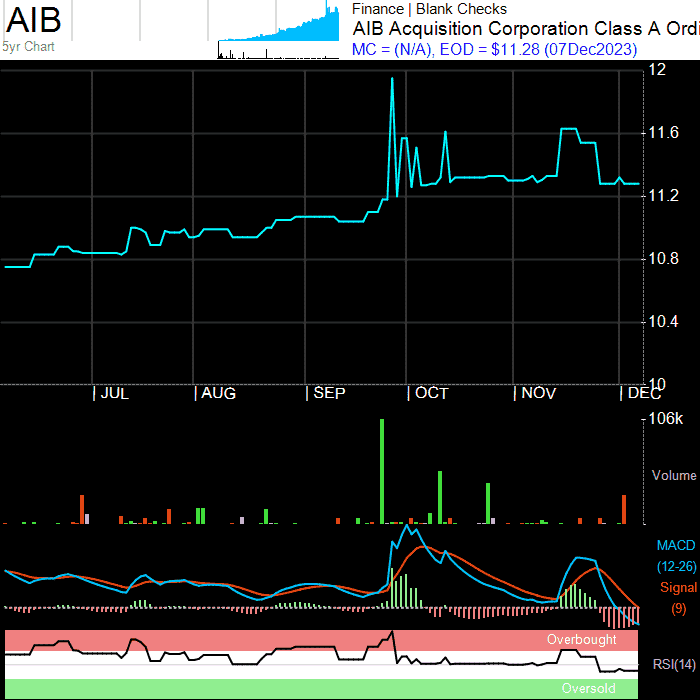 AIB
5yr Chart
Finance | Blank Checks
AIB Acquisition Corporation Class A Ordi
MC = (N/A), EOD = $11.28 (07Dec2023)
12
11.6
11.2
10.8
10.4
10
JUL AUG SEP OCT NOV DEC
106k
Volume
MACD
(12-26)
Signal
(9)
Overbought
RSI(14)
Oversold